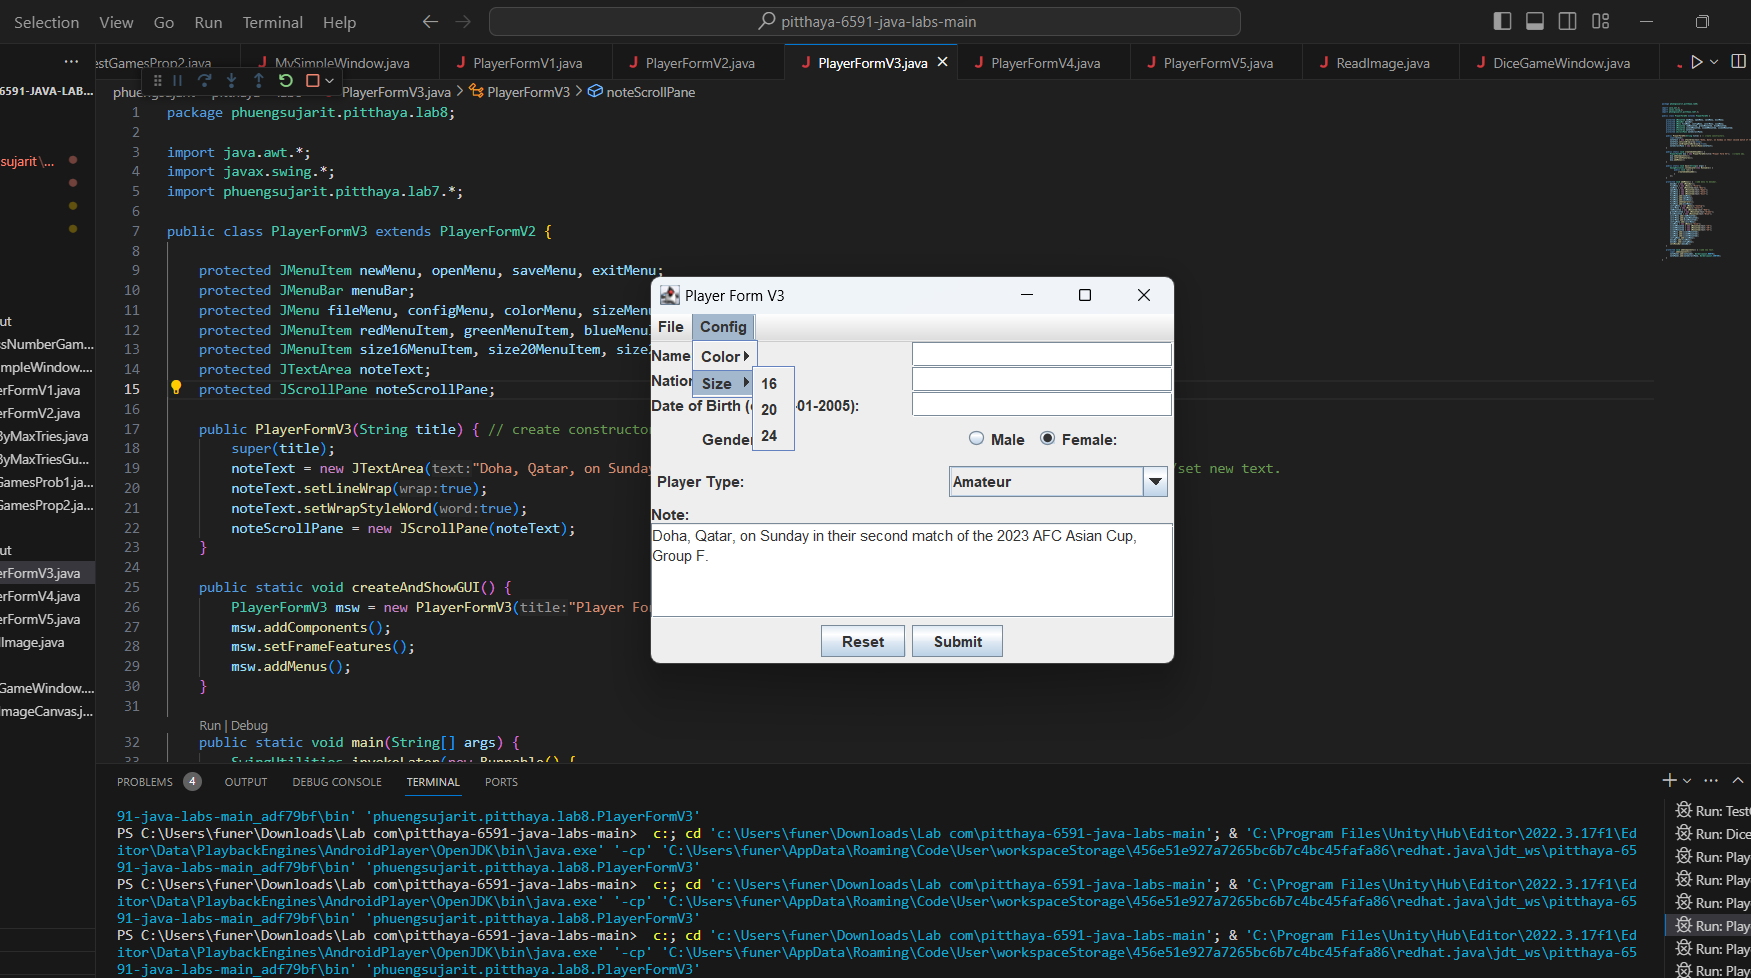 Selection View Go Run Terminal Help
pitthaya-6591-java-labs-main
estGamesProp2.java MySimpleWindow.java PlayerFormV1.java PlayerFormV2.java PlayerFormV3.java PlayerFormV4.java PlayerFormV5.java ReadImage.java DiceGameWindow.java
PlayerFormV3.java > PlayerFormV3 > noteScrollPane
6591-JAVA-LAB...
sujarit\...
ut
ssNumberGam...
mpleWindow....
erFormV1.java
erFormV2.java
ByMaxTries.java
ByMaxTriesGu...
GamesProb1.ja...
GamesProp2.ja...
ut
erFormV3.java
erFormV4.java
erFormV5.java
Image.java
GameWindow....
mageCanvas.j...
1 package phuengsujarit.pitthaya.lab8;
2
3 import java.awt.*;
4 import javax.swing.*;
5 import phuengsujarit.pitthaya.lab7.*;
6
7 public class PlayerFormV3 extends PlayerFormV2 {
8
9 protected JMenuItem newMenu, openMenu, saveMenu, exitMenu;
10 protected JMenuBar menuBar;
11 protected JMenu fileMenu, configMenu, colorMenu, sizeMenu
12 protected JMenuItem redMenuItem, greenMenuItem, blueMenuI
13 protected JMenuItem size16MenuItem, size20MenuItem, size2
14 protected JTextArea noteText;
15 protected JScrollPane noteScrollPane;
16
17 public PlayerFormV3(String title) { // create constructo
18 super(title);
19 noteText = new JTextArea(text:"Doha, Qatar, on Sunday /set new text.
20 noteText.setLineWrap(wrap:true);
21 noteText.setWrapStyleWord(word:true);
22 noteScrollPane = new JScrollPane(noteText);
23 }
24
25 public static void createAndShowGUI() {
26 PlayerFormV3 msw = new PlayerFormV3(title:"Player Fo
27 msw.addComponents();
28 msw.setFrameFeatures();
29 msw.addMenus();
30 }
31
Run | Debug
32 public static void main(String[] args) {
33 SwingUtilities.invokeLater(new Runnable() {
Player Form V3
File Config
Name
Color
Nation
Size
16
20
24
Date of Birth ( -01-2005):
Gender
Male Female:
Player Type: Amateur
Note:
Doha, Qatar, on Sunday in their second match of the 2023 AFC Asian Cup,
Group F.
Reset Submit
PROBLEMS 4 OUTPUT DEBUG CONSOLE TERMINAL PORTS
91-java-labs-main_adf79bf\bin' 'phuengsujarit.pitthaya.lab8.PlayerFormV3'
PS C:\Users\funer\Downloads\Lab com\pitthaya-6591-java-labs-main> c:; cd 'c:\Users\funer\Downloads\Lab com\pitthaya-6591-java-labs-main'; & 'C:\Program Files\Unity\Hub\Editor\2022.3.17f1\Ed
itor\Data\PlaybackEngines\AndroidPlayer\OpenJDK\bin\java.exe' '-cp' 'C:\Users\funer\AppData\Roaming\Code\User\workspaceStorage\456e51e927a7265bc6b7c4bc45fafa86\redhat.java\jdt_ws\pitthaya-65
91-java-labs-main_adf79bf\bin' 'phuengsujarit.pitthaya.lab8.PlayerFormV3'
PS C:\Users\funer\Downloads\Lab com\pitthaya-6591-java-labs-main> c:; cd 'c:\Users\funer\Downloads\Lab com\pitthaya-6591-java-labs-main'; & 'C:\Program Files\Unity\Hub\Editor\2022.3.17f1\Ed
itor\Data\PlaybackEngines\AndroidPlayer\OpenJDK\bin\java.exe' '-cp' 'C:\Users\funer\AppData\Roaming\Code\User\workspaceStorage\456e51e927a7265bc6b7c4bc45fafa86\redhat.java\jdt_ws\pitthaya-65
91-java-labs-main_adf79bf\bin' 'phuengsujarit.pitthaya.lab8.PlayerFormV3'
PS C:\Users\funer\Downloads\Lab com\pitthaya-6591-java-labs-main> c:; cd 'c:\Users\funer\Downloads\Lab com\pitthaya-6591-java-labs-main'; & 'C:\Program Files\Unity\Hub\Editor\2022.3.17f1\Ed
itor\Data\PlaybackEngines\AndroidPlayer\OpenJDK\bin\java.exe' '-cp' 'C:\Users\funer\AppData\Roaming\Code\User\workspaceStorage\456e51e927a7265bc6b7c4bc45fafa86\redhat.java\jdt_ws\pitthaya-65
91-java-labs-main_adf79bf\bin' 'phuengsujarit.pitthaya.lab8.PlayerFormV3'
Run: Test
Run: Dice
Run: Play
Run: Play
Run: Play
Run: Play
Run: Play
Run: Play